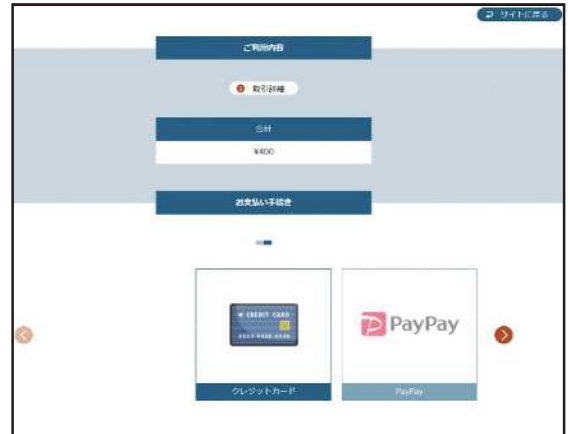 サイトに戻る
ご利用内容
取引詳細
合計
¥400
お支払い手続き
CREDIT CARD
PayPay
クレジットカード
PayPay